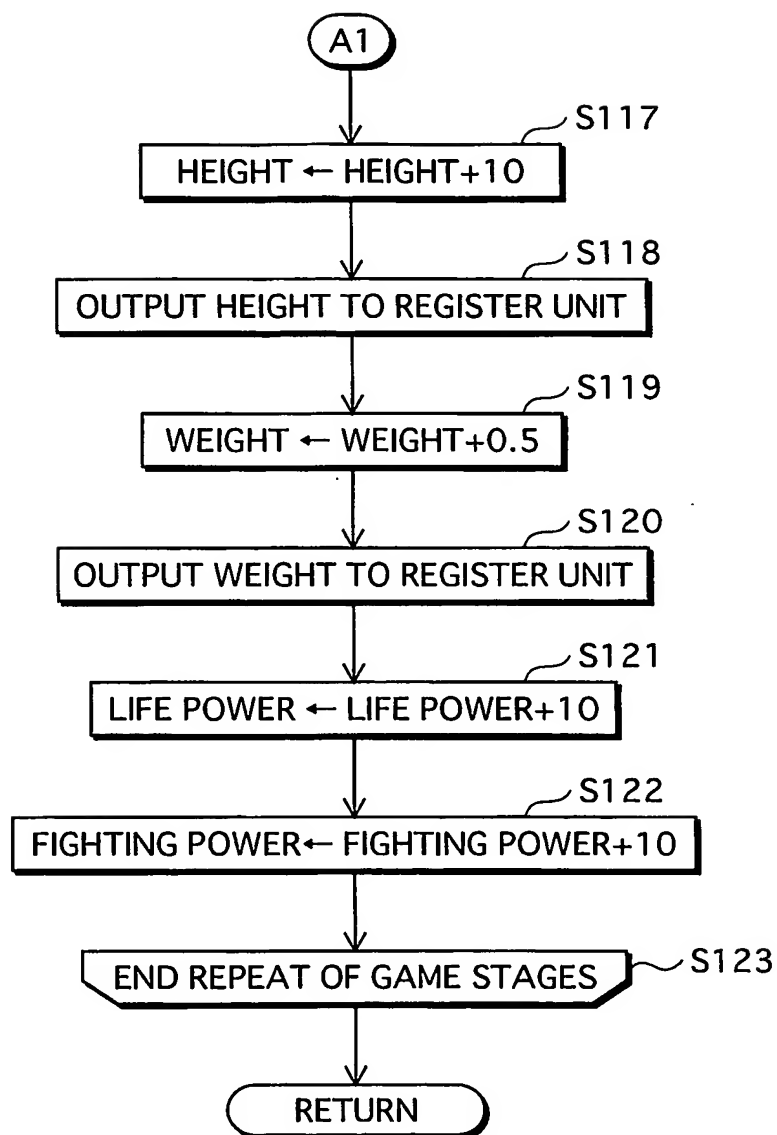 A1
S117
HEIGHT ← HEIGHT+10
S118
OUTPUT HEIGHT TO REGISTER UNIT
S119
WEIGHT ← WEIGHT+0.5
S120
OUTPUT WEIGHT TO REGISTER UNIT
S121
LIFE POWER ← LIFE POWER+10
S122
FIGHTING POWER← FIGHTING POWER+10
S123
END REPEAT OF GAME STAGES
RETURN